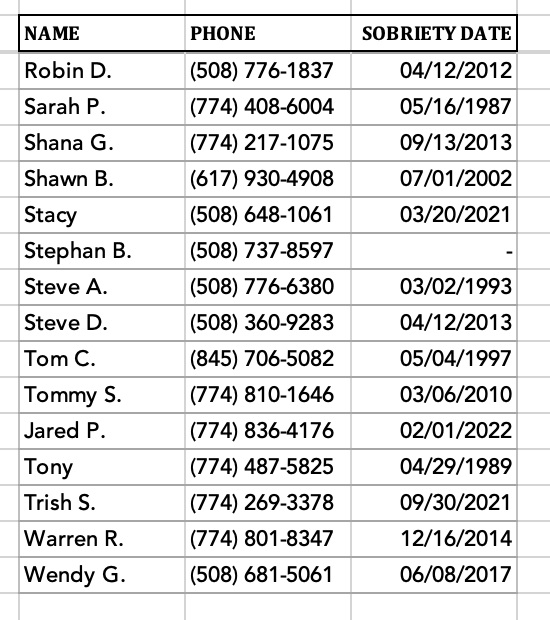 NAME PHONE SOBRIETY DATE
Robin D. (508) 776-1837 04/12/2012
Sarah P. (774) 408-6004 05/16/1987
Shana G. (774) 217-1075 09/13/2013
Shawn B. (617) 930-4908 07/01/2002
Stacy (508) 648-1061 03/20/2021
Stephan B. (508) 737-8597 -
Steve A. (508) 776-6380 03/02/1993
Steve D. (508) 360-9283 04/12/2013
Tom C. (845) 706-5082 05/04/1997
Tommy S. (774) 810-1646 03/06/2010
Jared P. (774) 836-4176 02/01/2022
Tony (774) 487-5825 04/29/1989
Trish S. (774) 269-3378 09/30/2021
Warren R. (774) 801-8347 12/16/2014
Wendy G. (508) 681-5061 06/08/2017